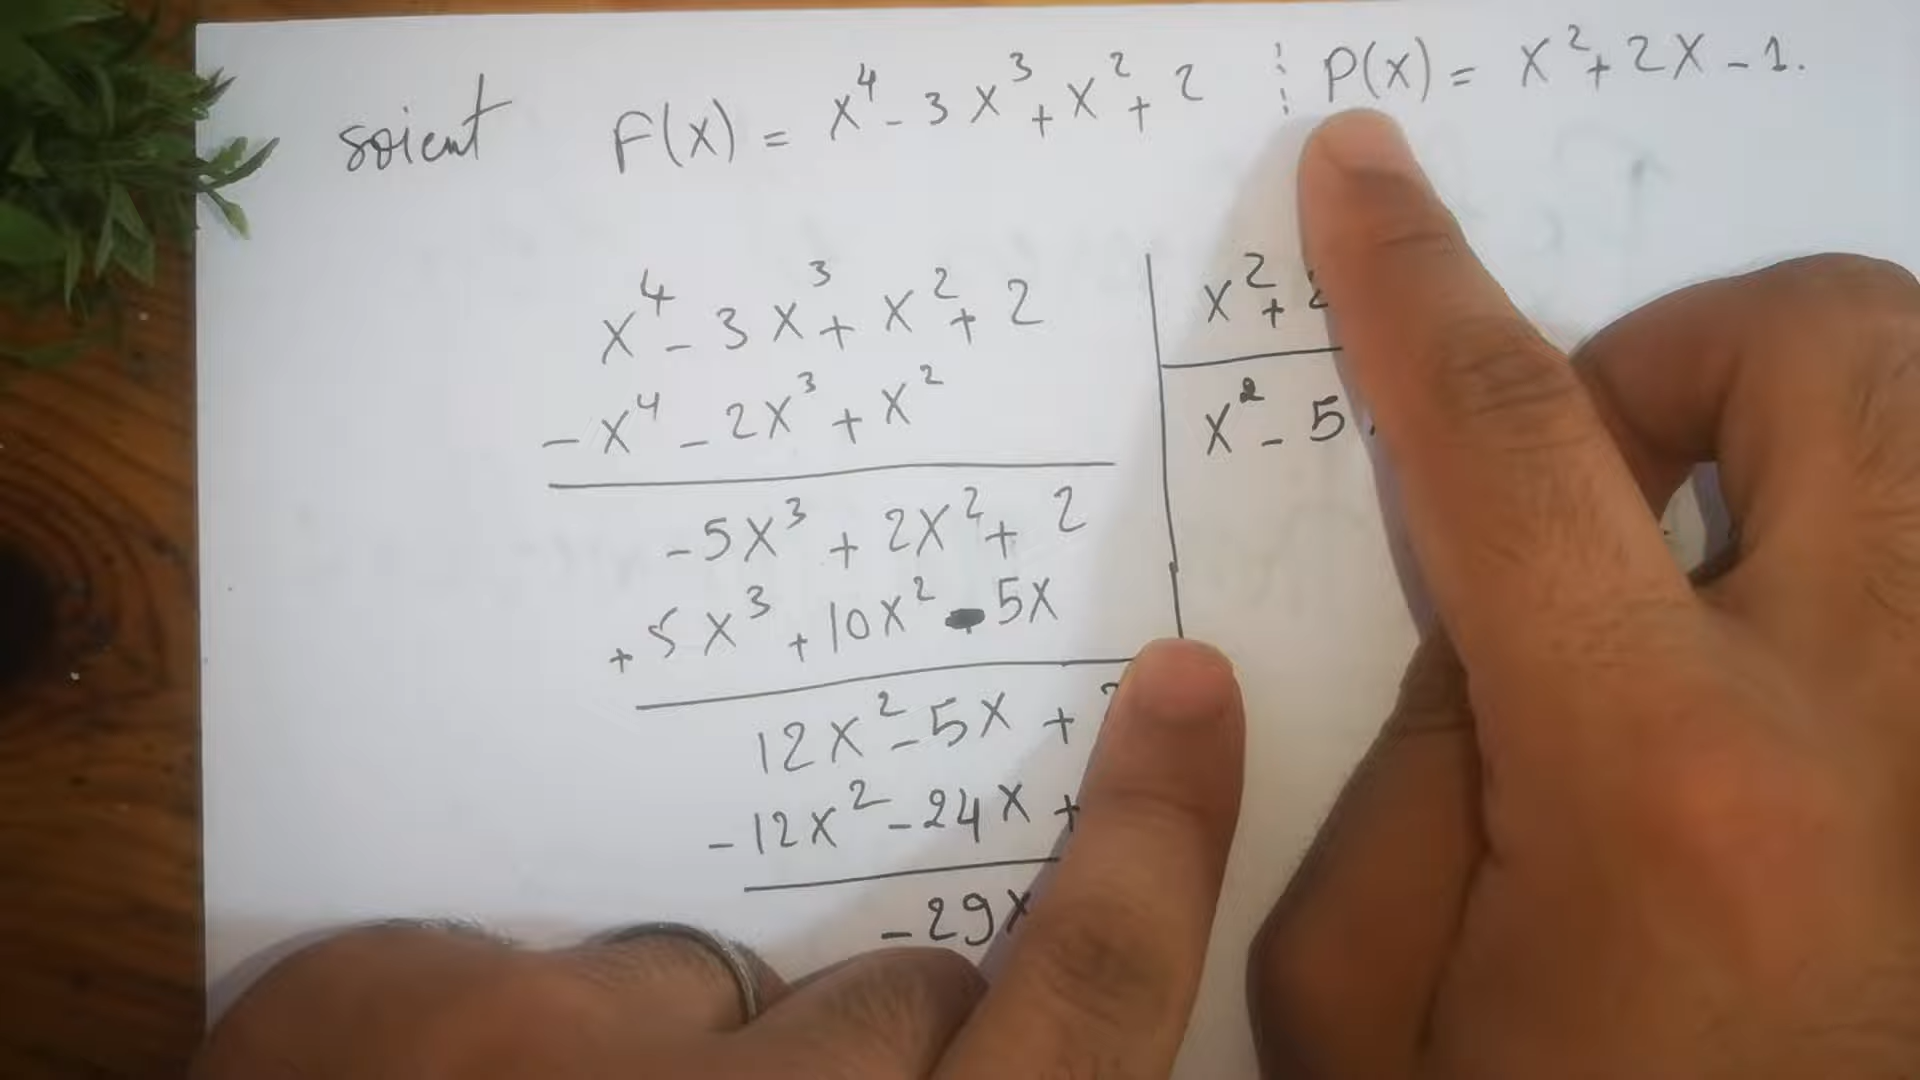 soient F(x) = x⁴ - 3x³ + x² + 2 ⋮ P(x) = x² + 2x - 1.
x⁴ - 3x³ + x² + 2
x² +
- x⁴ - 2x³ + x²
x² - 5
- 5x³ + 2x² + 2
+ 5x³ + 10x² - 5x
12x² - 5x +
- 12x² - 24x +
- 29x